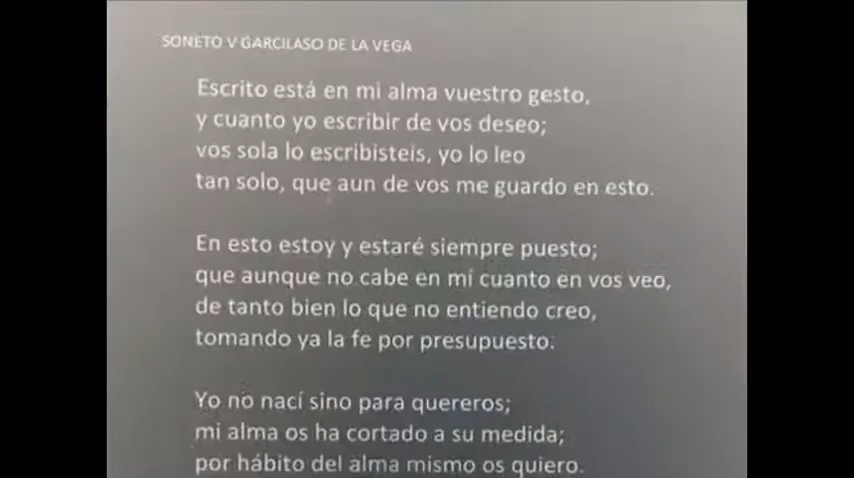 SONETO V GARCILASO DE LA VEGA
Escrito está en mi alma vuestro gesto,
y cuanto yo escribir de vos deseo;
vos sola lo escribisteis, yo lo leo
tan solo, que aun de vos me guardo en esto.
En esto estoy y estaré siempre puesto;
que aunque no cabe en mí cuanto en vos veo,
de tanto bien lo que no entiendo creo,
tomando ya la fe por presupuesto.
Yo no nací sino para quereros;
mi alma os ha cortado a su medida;
por hábito del alma mismo os quiero.